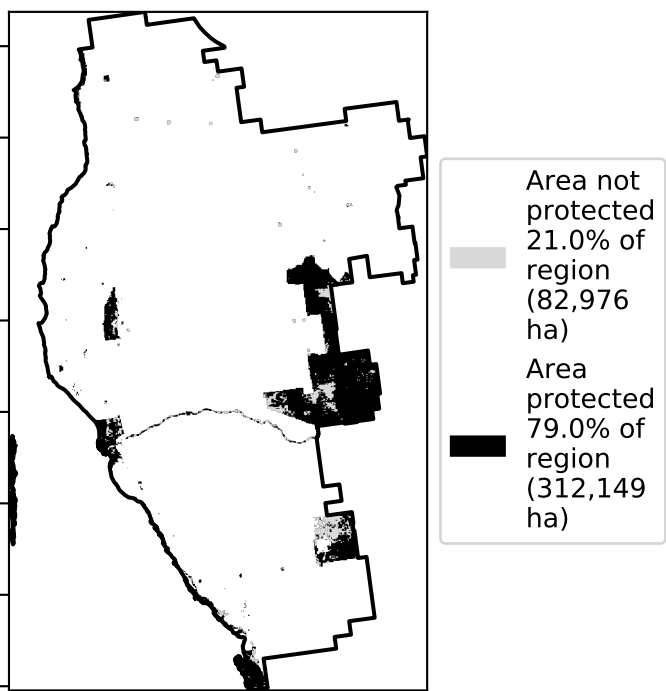 Area not
protected
21.0% of
region
(82,976
ha)
Area
protected
79.0% of
region
(312,149
ha)